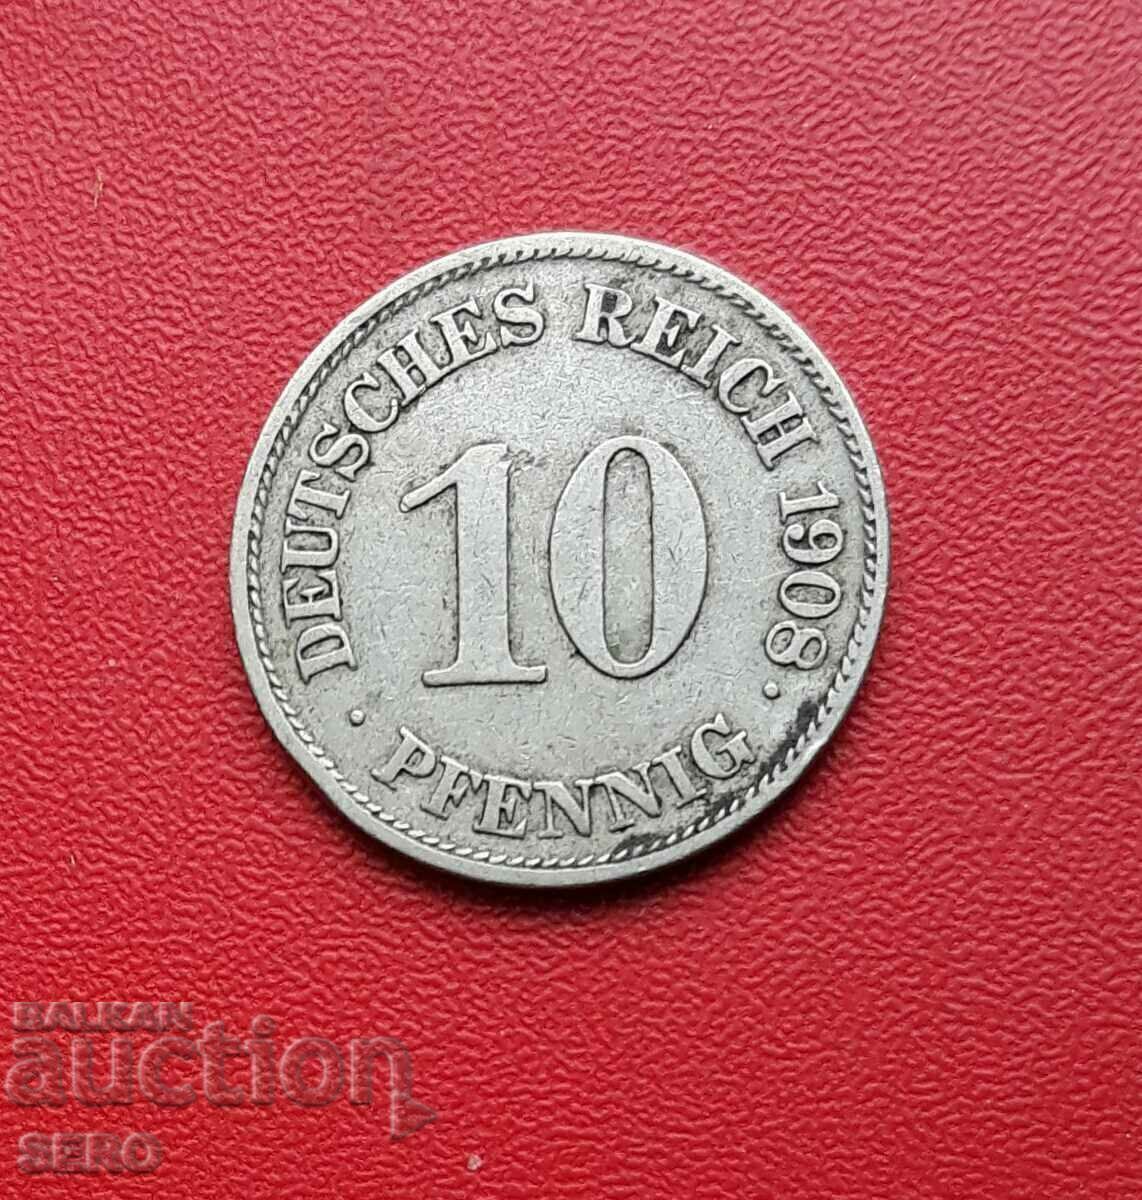 DEUTSCHES REICH 1908
10
• PFENNIG •
BALKAN
auction
SERO